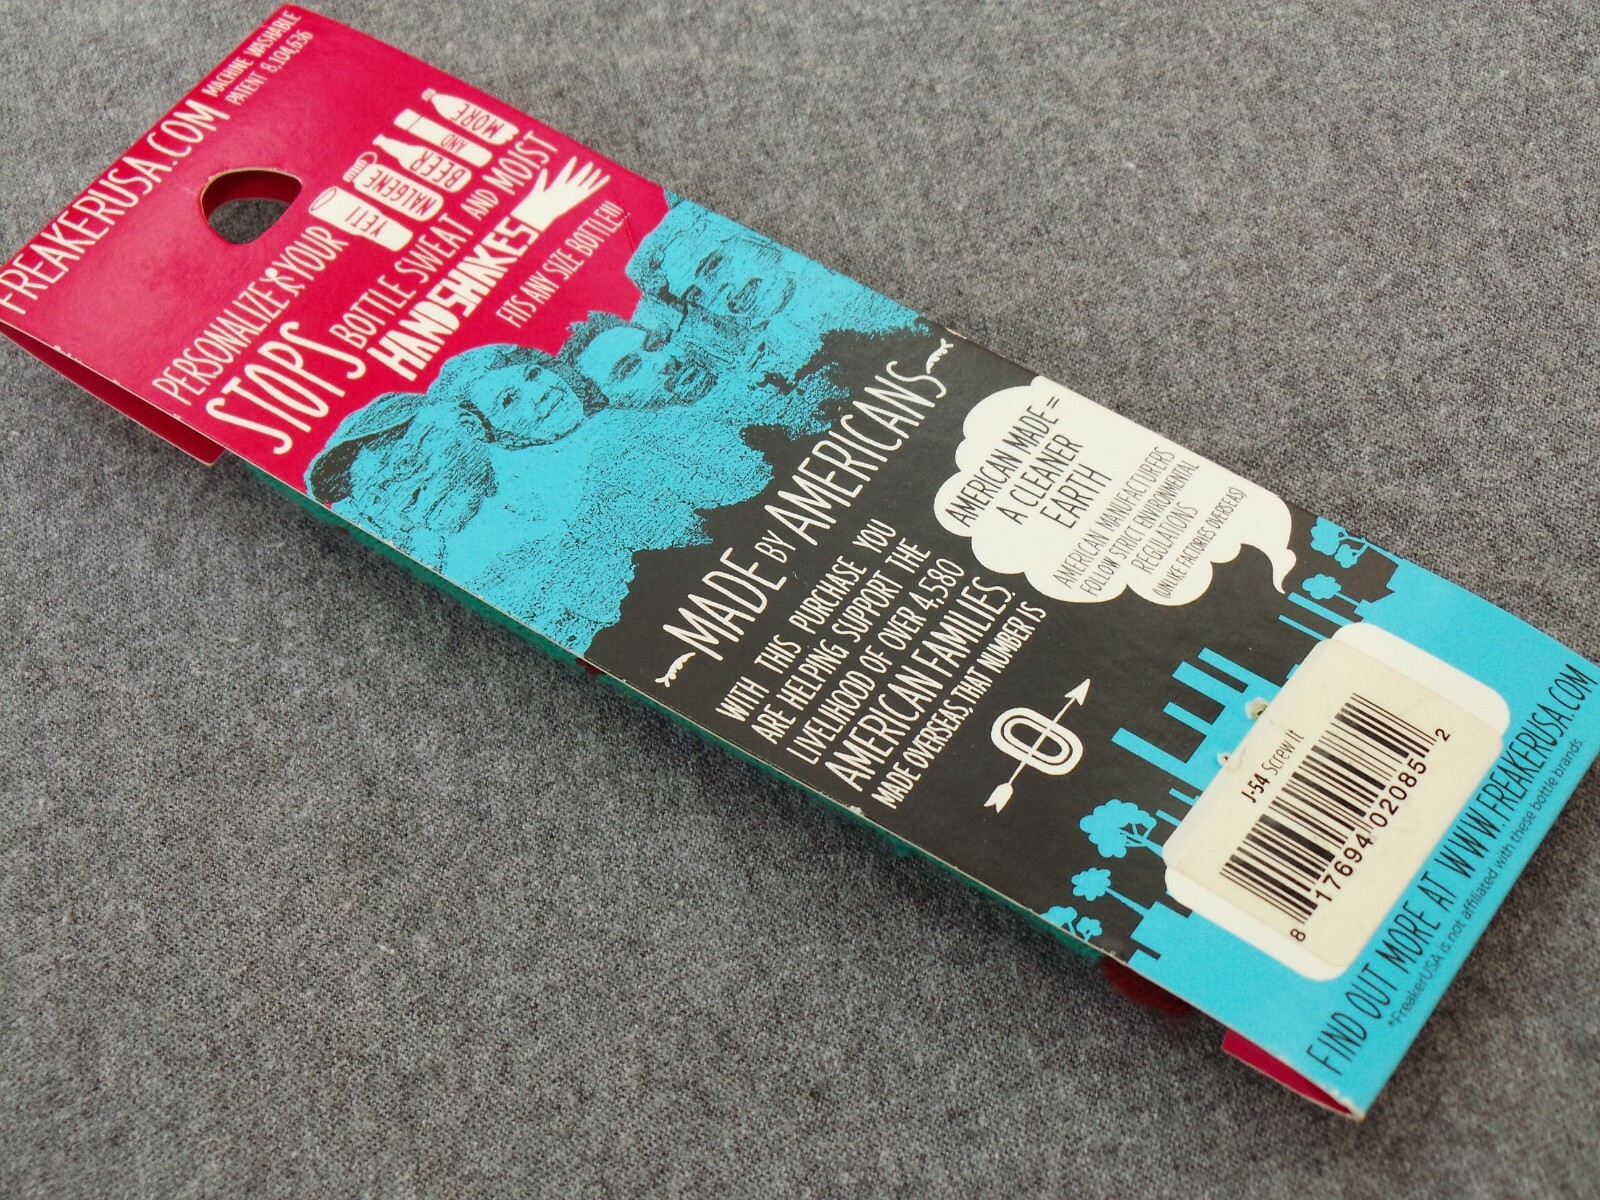 FREAKERUSA.COM
MACHINE WASHABLE
PATENT 8,104,636
PERSONALIZE YOUR
YETI
NALGENE
BEER
AND
MORE
STOPS BOTTLE SWEAT AND MOIST
HANDSHAKES
FITS ANY SIZE BOTTLE!!!
MADE BY AMERICANS
WITH THIS PURCHASE YOU
ARE HELPING SUPPORT THE
LIVELIHOOD OF OVER 4,580
AMERICAN FAMILIES.
MADE OVERSEAS THAT NUMBER IS
0
AMERICAN MADE =
A CLEANER
EARTH
AMERICAN MANUFACTURERS
FOLLOW STRICT ENVIRONMENTAL
REGULATIONS
(UNLIKE FACTORIES OVERSEAS)
J-54 Screw it
8 17694 02085 2
FIND OUT MORE AT WWW.FREAKERUSA.COM
*FreakerUSA is not affiliated with these bottle brands.